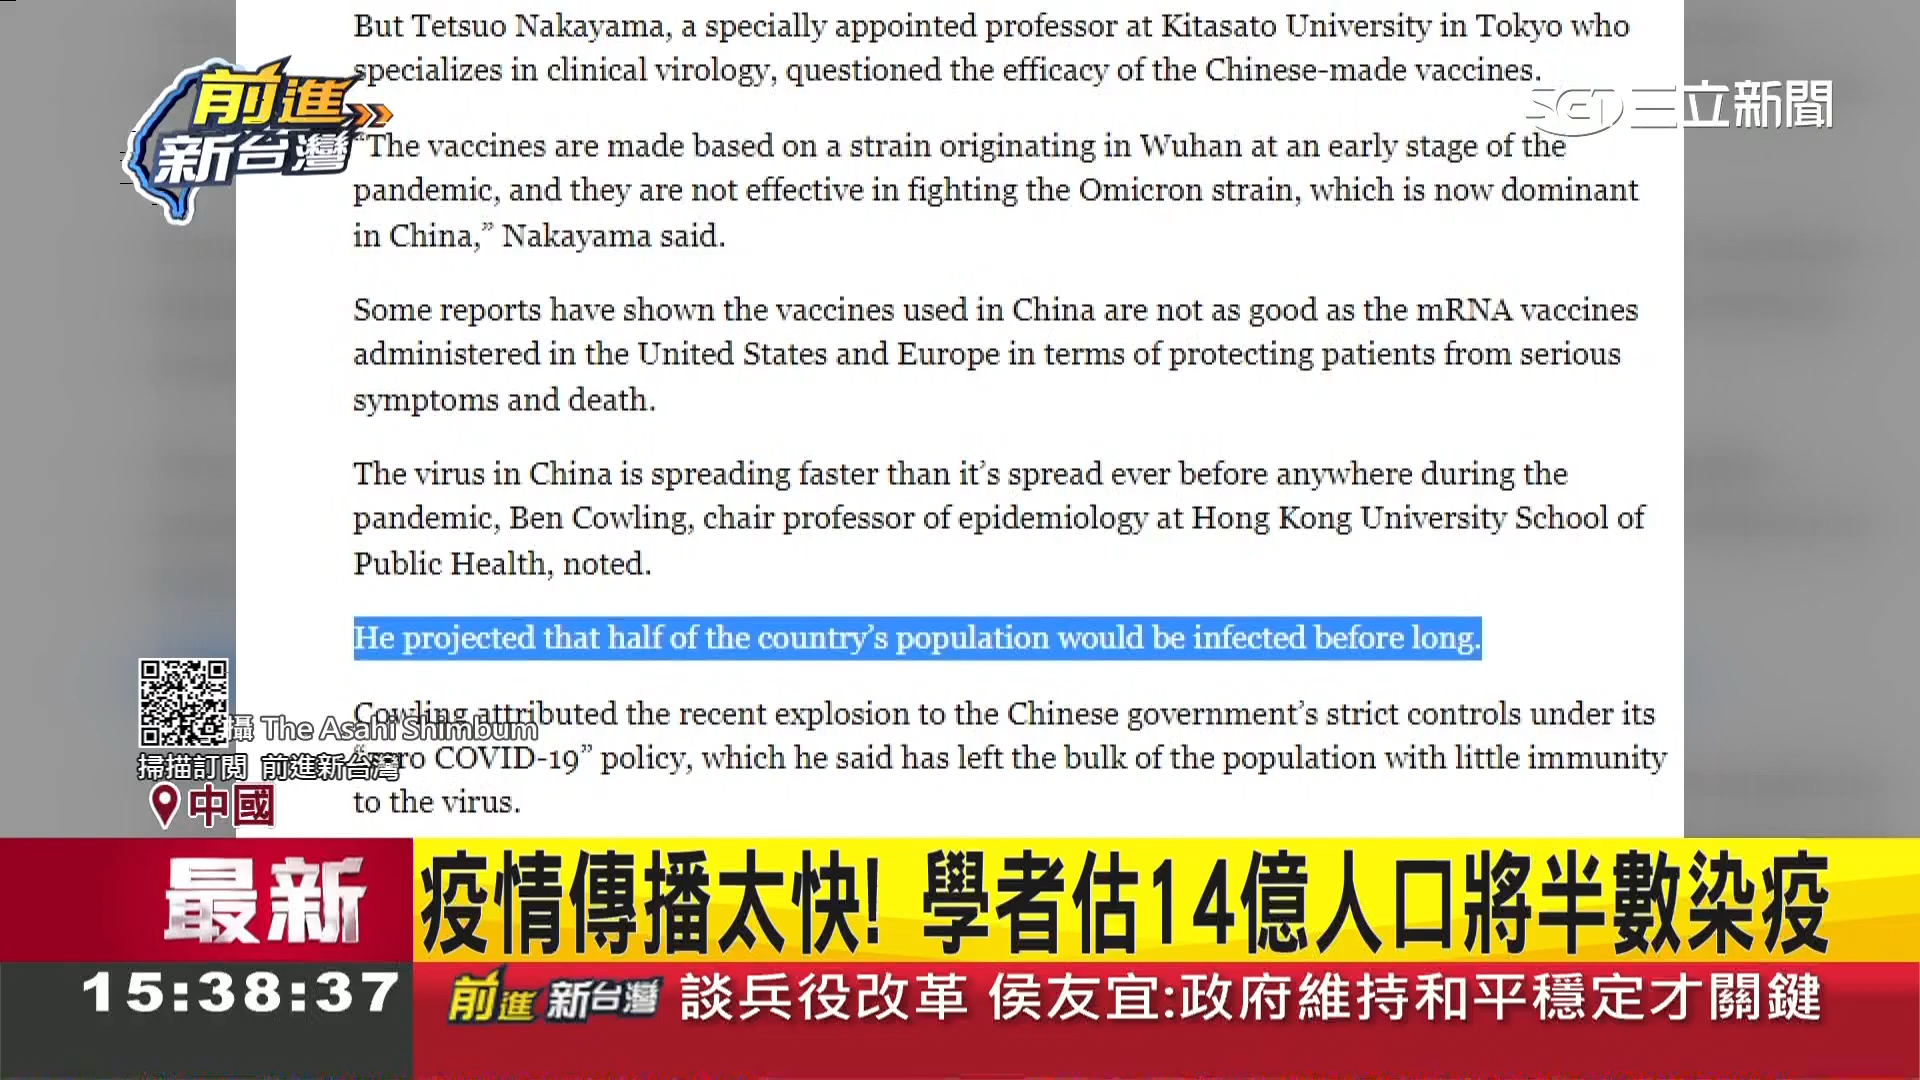 But Tetsuo Nakayama, a specially appointed professor at Kitasato University in Tokyo who
specializes in clinical virology, questioned the efficacy of the Chinese-made vaccines.
前進
新台灣
SET三立新聞
“The vaccines are made based on a strain originating in Wuhan at an early stage of the
pandemic, and they are not effective in fighting the Omicron strain, which is now dominant
in China,” Nakayama said.
Some reports have shown the vaccines used in China are not as good as the mRNA vaccines
administered in the United States and Europe in terms of protecting patients from serious
symptoms and death.
The virus in China is spreading faster than it’s spread ever before anywhere during the
pandemic, Ben Cowling, chair professor of epidemiology at Hong Kong University School of
Public Health, noted.
He projected that half of the country’s population would be infected before long.
Cowling attributed the recent explosion to the Chinese government’s strict controls under its
“zero COVID-19” policy, which he said has left the bulk of the population with little immunity
to the virus.
攝 The Asahi Shimbum
掃描訂閱 前進新台灣
中國
最新
疫情傳播太快! 學者估14億人口將半數染疫
15:38:37
前進新台灣 談兵役改革 侯友宜:政府維持和平穩定才關鍵